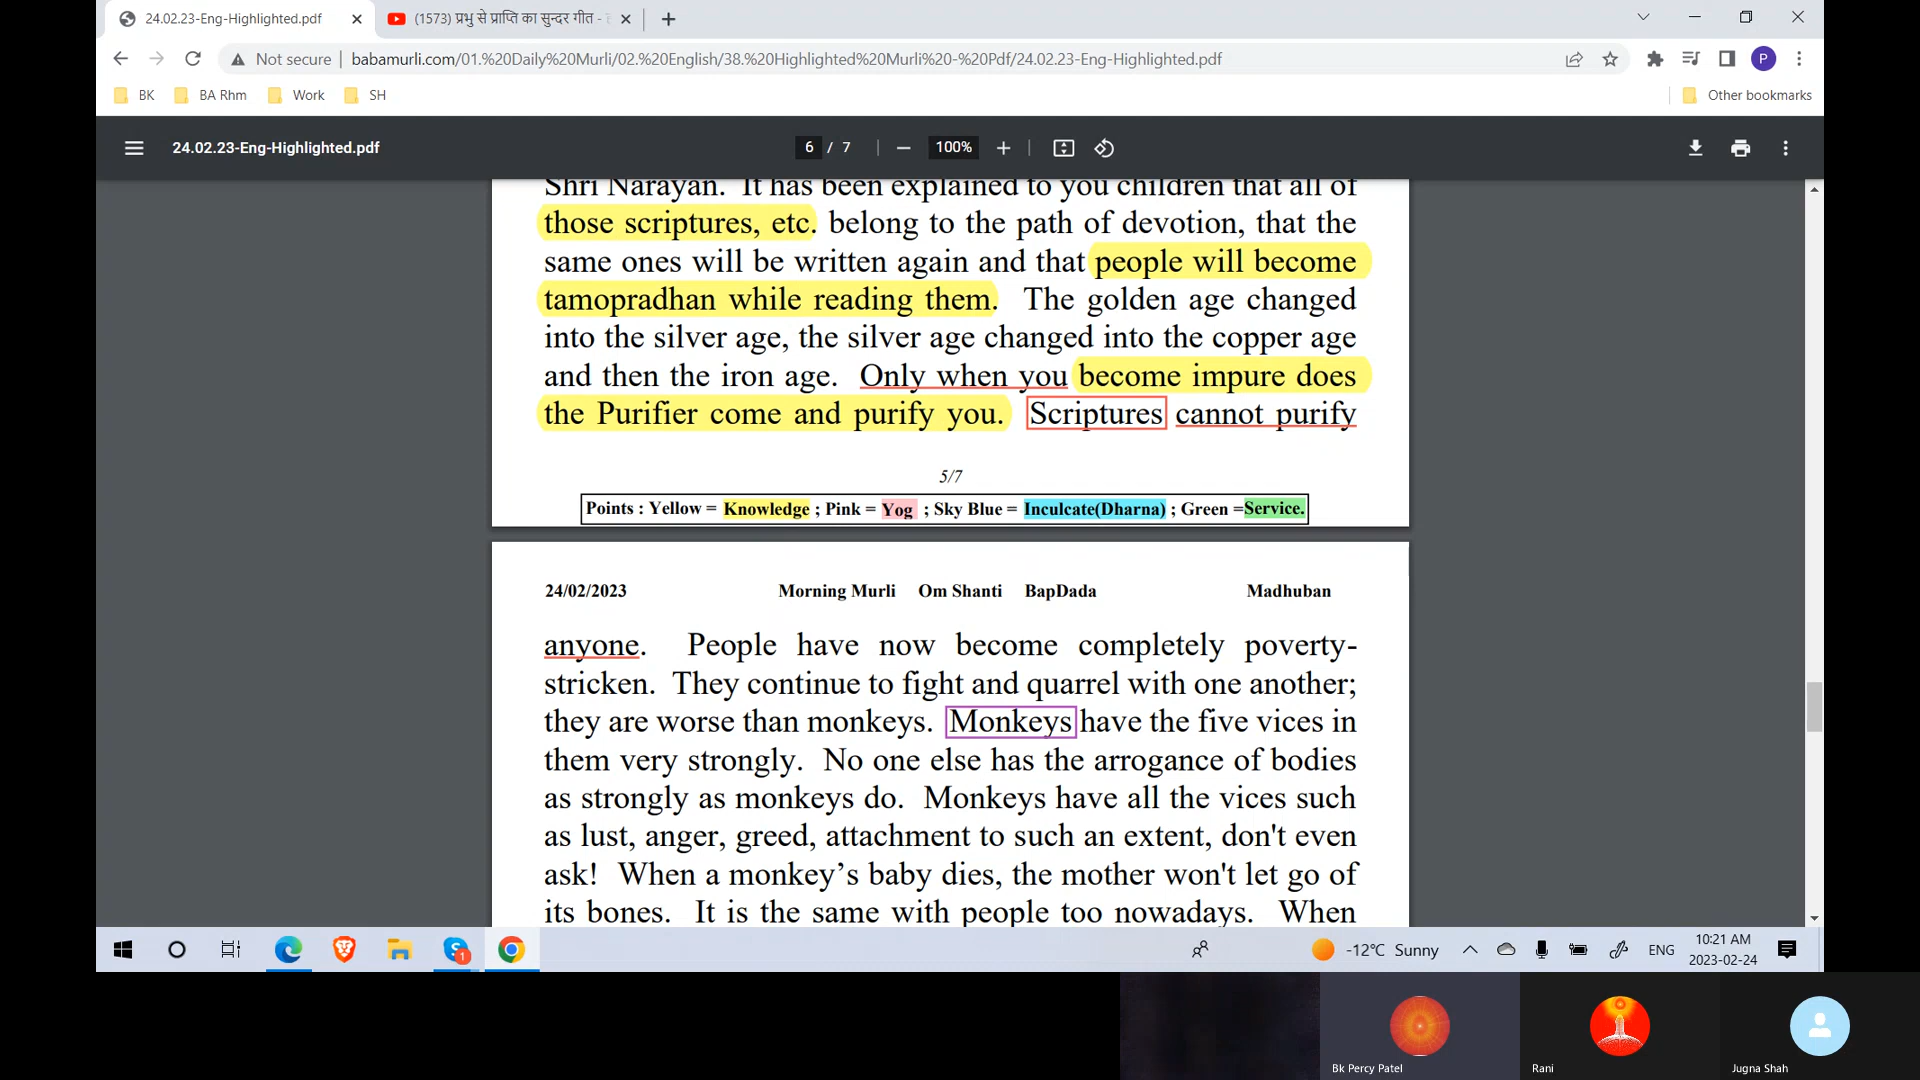 24.02.23-Eng-Highlighted.pdf
(1573) प्रभु से प्राप्ति का सुन्दर गीत -
Not secure
babamurli.com/01.%20Daily%20Murli/02.%20English/38.%20Highlighted%20Murli%20-%20Pdf/24.02.23-Eng-Highlighted.pdf
P
BK
BA Rhm
Work
SH
Other bookmarks
24.02.23-Eng-Highlighted.pdf
6 / 7
100%
Shri Narayan. It has been explained to you children that all of
those scriptures, etc. belong to the path of devotion, that the
same ones will be written again and that people will become
tamopradhan while reading them. The golden age changed
into the silver age, the silver age changed into the copper age
and then the iron age. Only when you become impure does
the Purifier come and purify you. Scriptures cannot purify
5/7
Points : Yellow = Knowledge ; Pink = Yog ; Sky Blue = Inculcate(Dharna) ; Green =Service.
24/02/2023 Morning Murli Om Shanti BapDada Madhuban
anyone. People have now become completely poverty-
stricken. They continue to fight and quarrel with one another;
they are worse than monkeys. Monkeys have the five vices in
them very strongly. No one else has the arrogance of bodies
as strongly as monkeys do. Monkeys have all the vices such
as lust, anger, greed, attachment to such an extent, don't even
ask! When a monkey’s baby dies, the mother won't let go of
its bones. It is the same with people too nowadays. When
1
-12°C Sunny
ENG
10:21 AM
2023-02-24
Bk Percy Patel
Rani
Jugna Shah